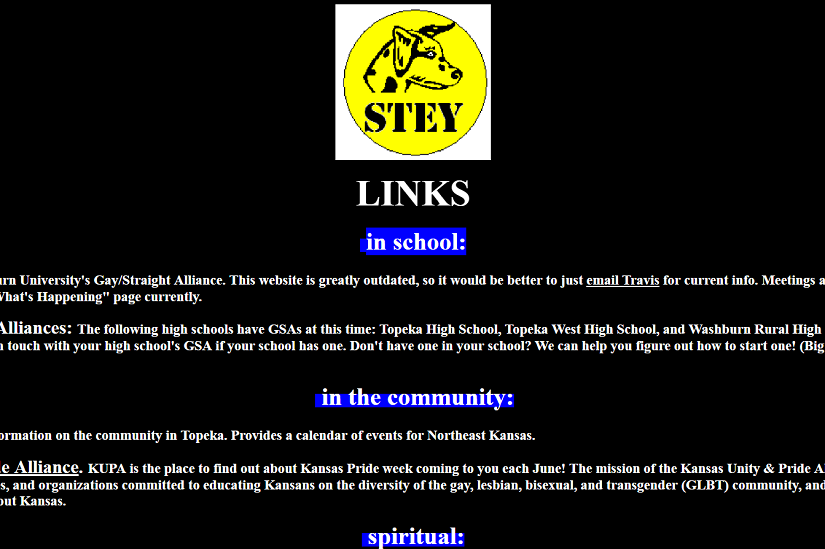 STEY
LINKS
in school:
University's Gay/Straight Alliance. This website is greatly outdated, so it would be better to just email Travis for current info. Meetings
Happening" page currently.
Alliances: The following high schools have GSAs at this time: Topeka High School, Topeka West High School, and Washburn Rural High
touch with your high school's GSA if your school has one. Don't have one in your school? We can help you figure out how to start one! (Big
in the community:
on the community in Topeka. Provides a calendar of events for Northeast Kansas.
Alliance. KUPA is the place to find out about Kansas Pride week coming to you each June! The mission of the Kansas Unity & Pride
and organizations committed to educating Kansans on the diversity of the gay, lesbian, bisexual, and transgender (GLBT) community, and
Kansas.
spiritual: